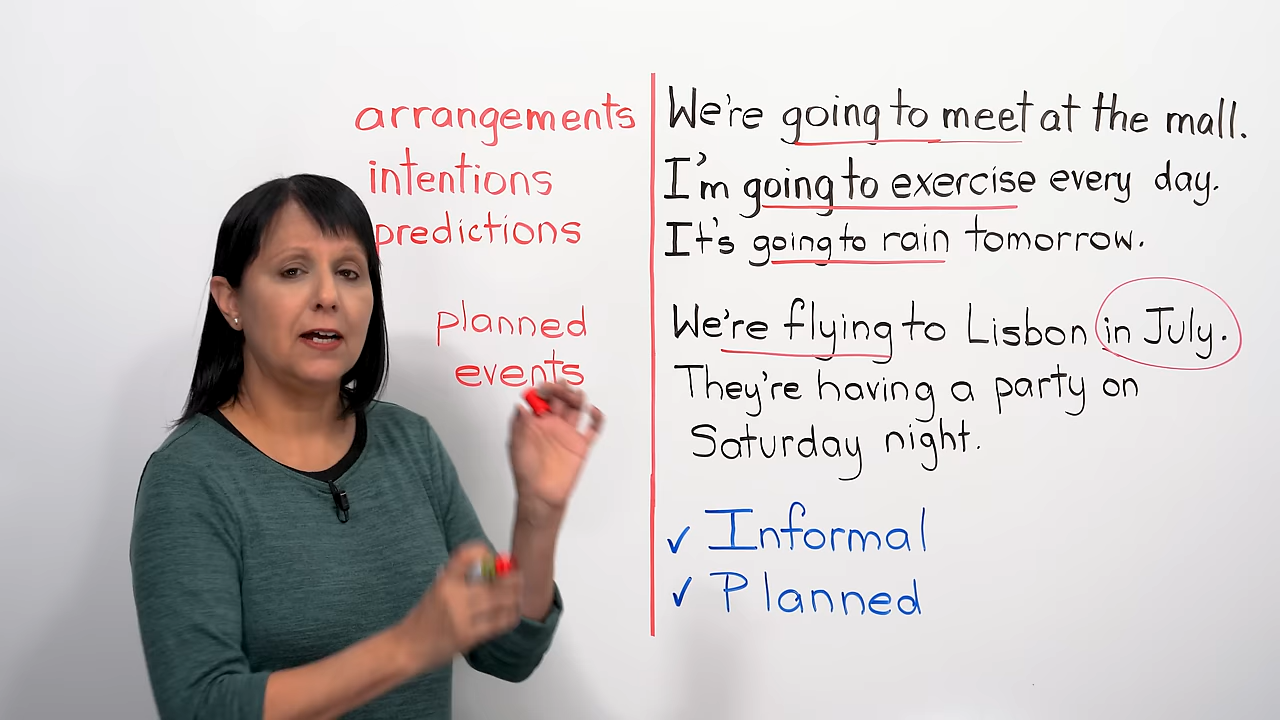 arrangements
intentions
predictions
planned
events
We're going to meet at the mall.
I'm going to exercise every day.
It's going to rain tomorrow.
We're flying to Lisbon in July.
They're having a party on
Saturday night.
✓ Informal
✓ Planned